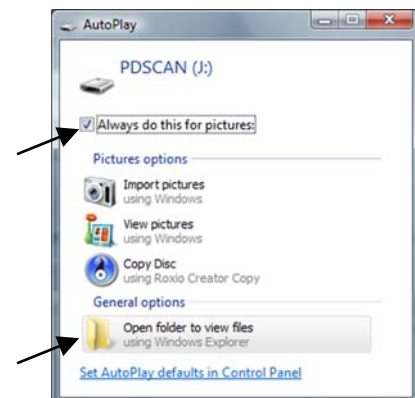 AutoPlay
PDSCAN (J:)
Always do this for pictures:
Pictures options
Import pictures
using Windows
View pictures
using Windows
Copy Disc
using Roxio Creator Copy
General options
Open folder to view files
using Windows Explorer
Set AutoPlay defaults in Control Panel